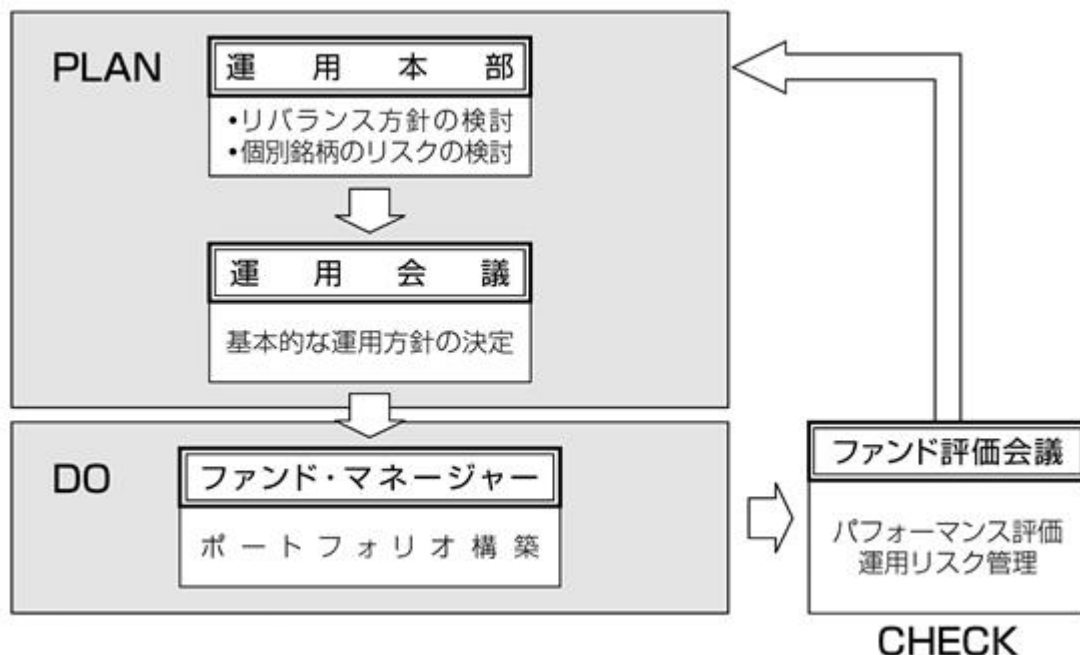 PLAN
運用本部
•リバランス方針の検討
•個別銘柄のリスクの検討
運用会議
基本的な運用方針の決定
DO
ファンド・マネージャー
ポートフォリオ構築
ファンド評価会議
パフォーマンス評価
運用リスク管理
CHECK